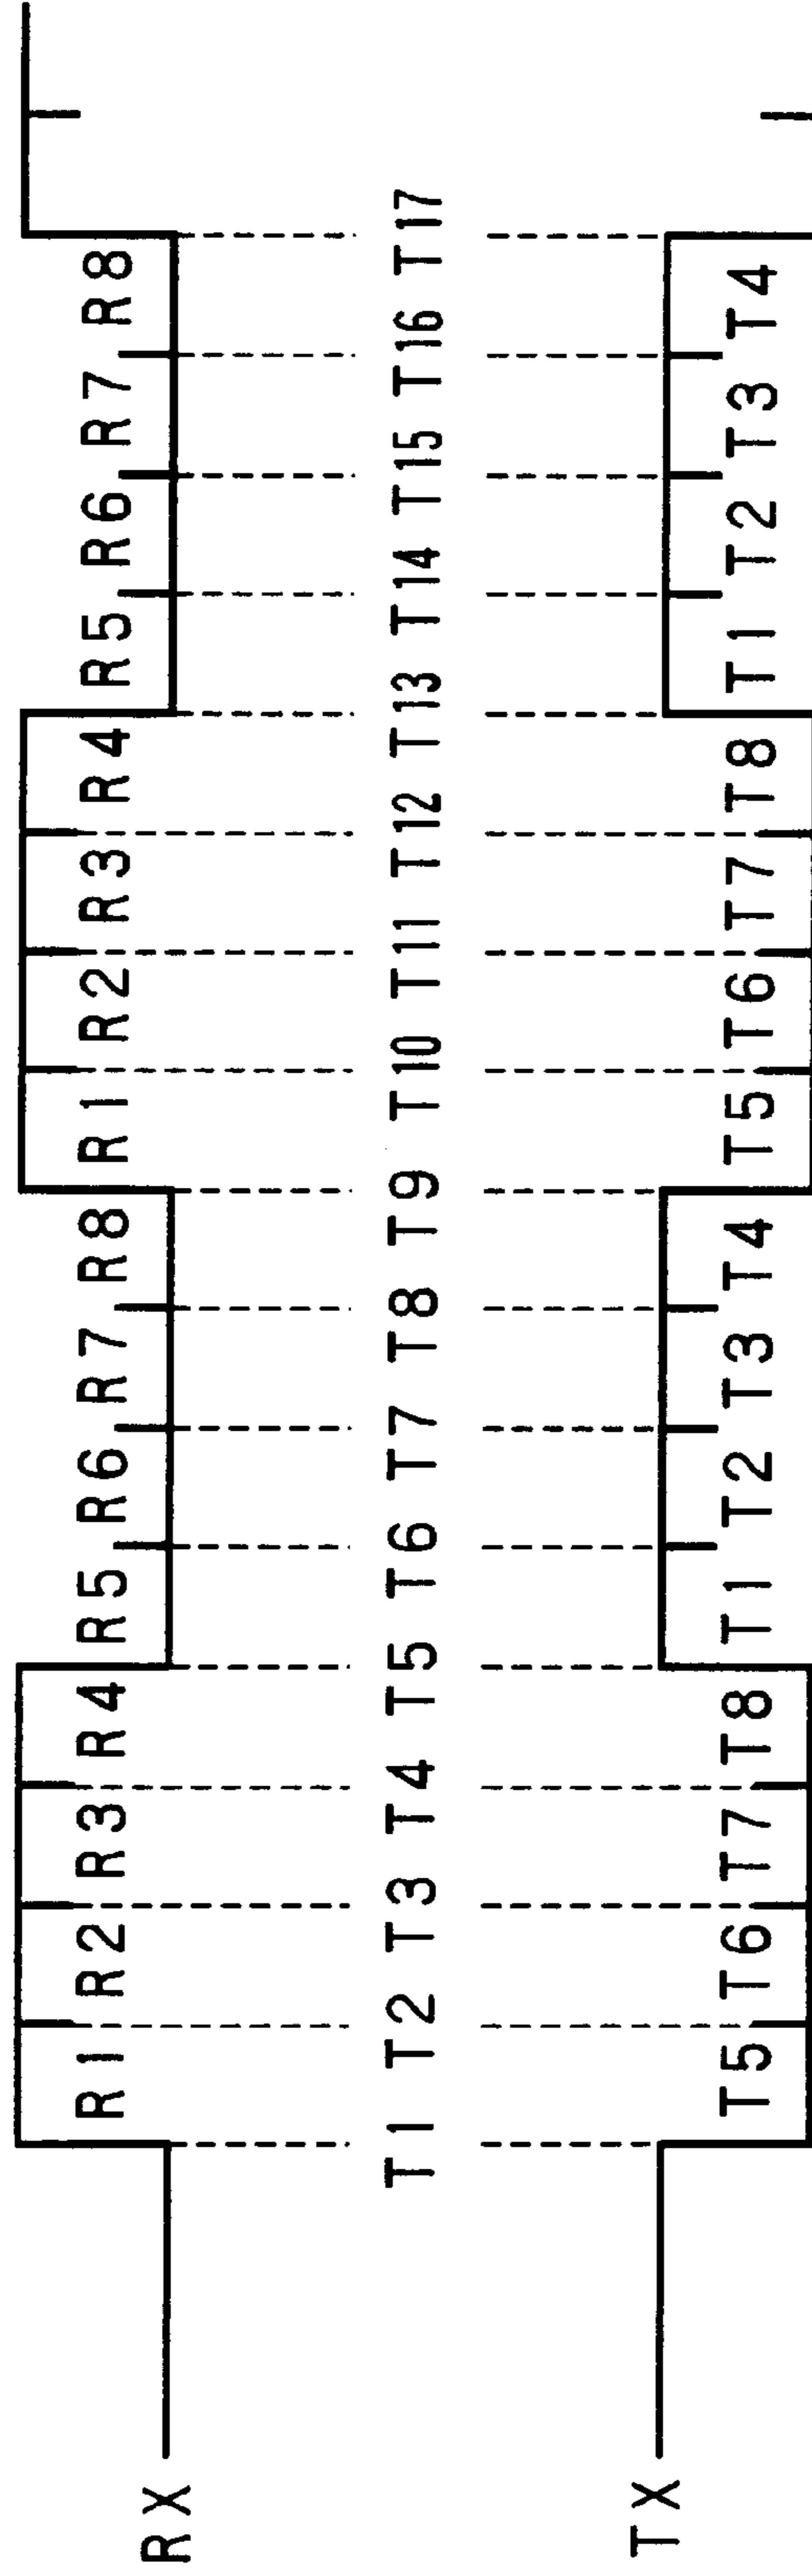 RX R1 R2 R3 R4 R5 R6 R7 R8 R1 R2 R3 R4 R5 R6 R7 R8
T1 T2 T3 T4 T5 T6 T7 T8 T9 T10 T11 T12 T13 T14 T15 T16 T17
TX T5 T6 T7 T8 T1 T2 T3 T4 T5 T6 T7 T8 T1 T2 T3 T4